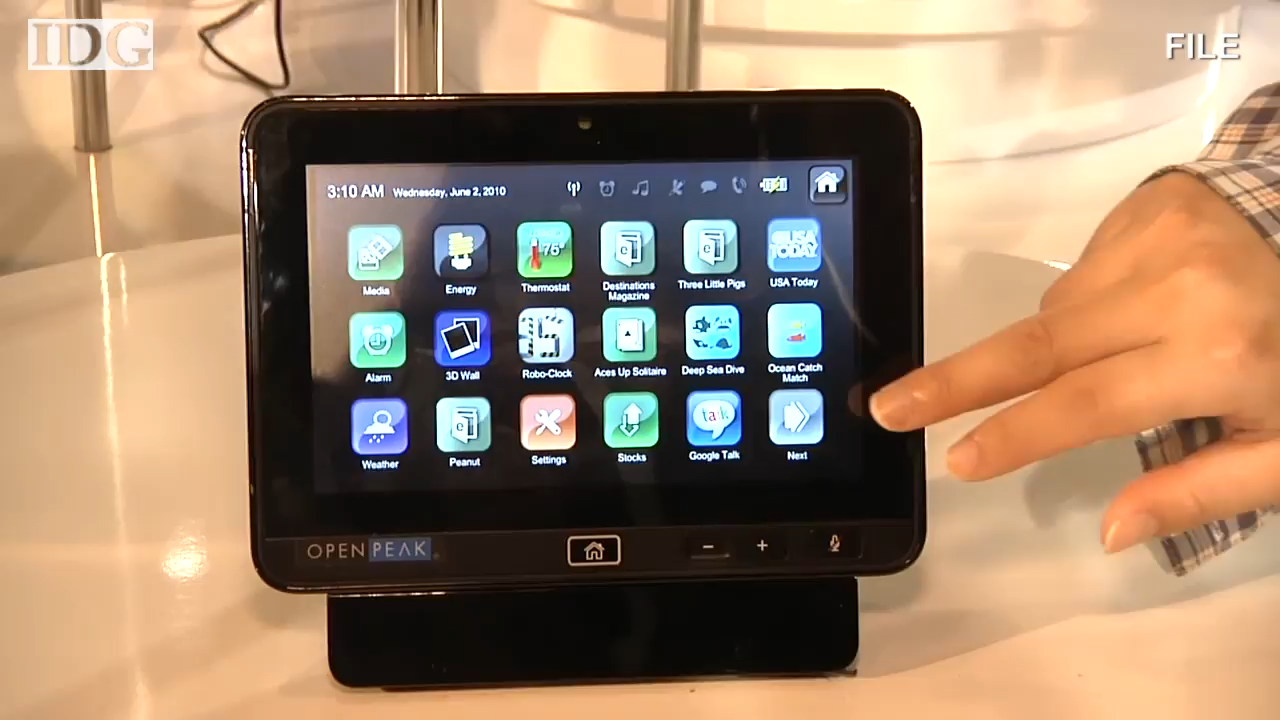 IDG
FILE
3:10 AM Wednesday, June 2, 2010
75°
USA TODAY
Media Energy Thermostat Destinations Magazine Three Little Pigs USA Today
Alarm 3D Wall Robo-Clock Aces Up Solitaire Deep Sea Dive Ocean Catch Match
talk
Weather Peanut Settings Stocks Google Talk Next
OPENPEAK
- +